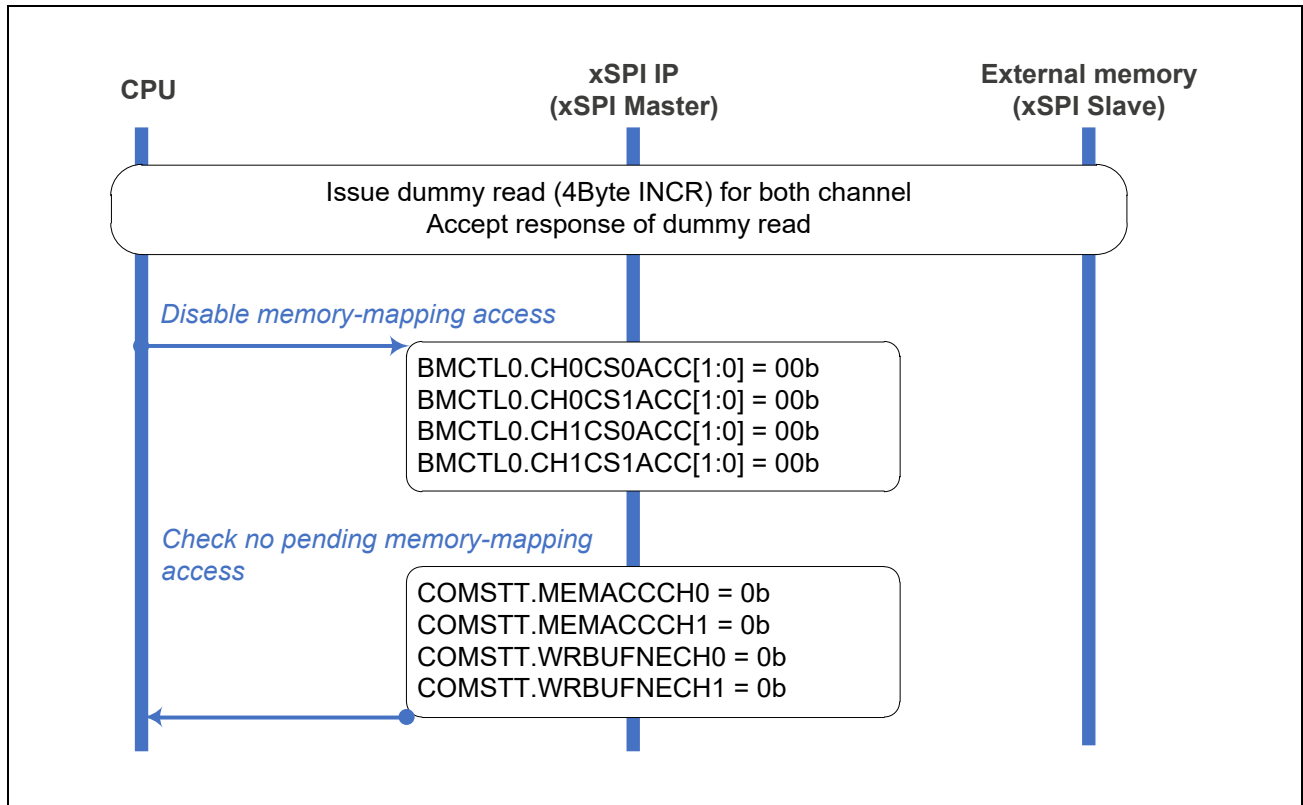 CPU
xSPI IP
(xSPI Master)
External memory
(xSPI Slave)
Issue dummy read (4Byte INCR) for both channel
Accept response of dummy read
Disable memory-mapping access
BMCTL0.CH0CS0ACC[1:0] = 00b
BMCTL0.CH0CS1ACC[1:0] = 00b
BMCTL0.CH1CS0ACC[1:0] = 00b
BMCTL0.CH1CS1ACC[1:0] = 00b
Check no pending memory-mapping
access
COMSTT.MEMACCCH0 = 0b
COMSTT.MEMACCCH1 = 0b
COMSTT.WRBUFNECH0 = 0b
COMSTT.WRBUFNECH1 = 0b